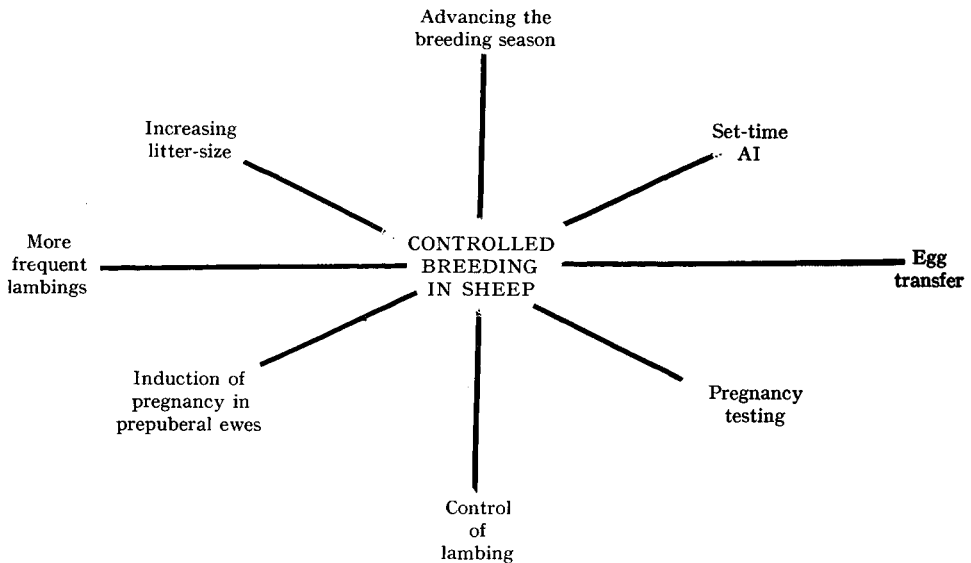 Advancing the
breeding season
Increasing
litter-size
Set-time
AI
More
frequent
lambings
CONTROLLED
BREEDING
IN SHEEP
Egg
transfer
Induction of
pregnancy in
prepuberal ewes
Pregnancy
testing
Control
of
lambing